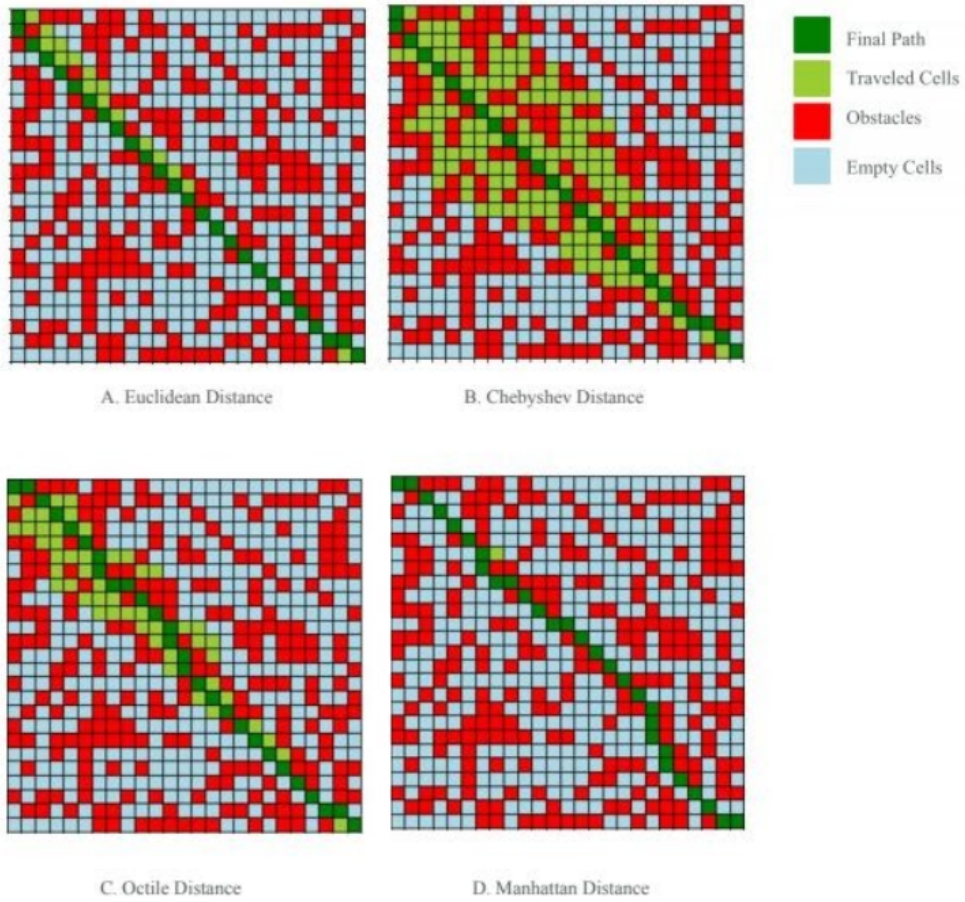 Final Path
Traveled Cells
Obstacles
Empty Cells
A. Euclidean Distance
B. Chebyshev Distance
C. Octile Distance
D. Manhattan Distance